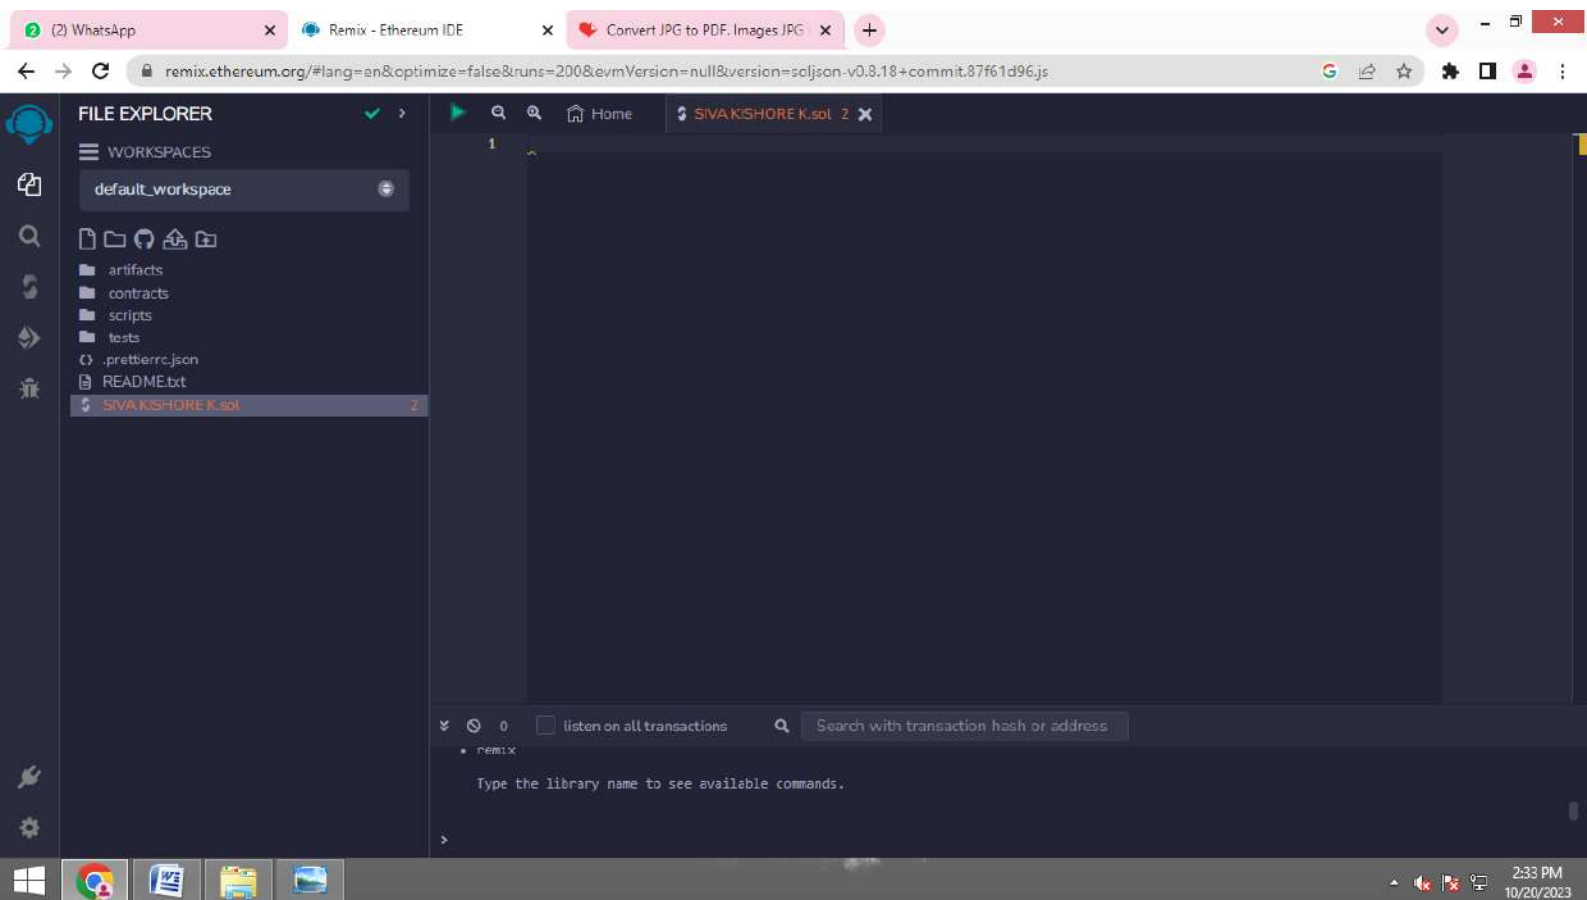 2 (2) WhatsApp Remix - Ethereum IDE Convert JPG to PDF. Images JPG
remix.ethereum.org/#lang=en&optimize=false&runs=200&evmVersion=null&version=soljson-v0.8.18+commit.87f61d96.js
FILE EXPLORER
Home SIVA KISHORE K.sol 2
WORKSPACES
1
default_workspace
artifacts
contracts
scripts
tests
.prettierrc.json
README.txt
SIVA KISHORE K.sol 2
0 listen on all transactions Search with transaction hash or address
• remix
Type the library name to see available commands.
>
2:33 PM
10/20/2023